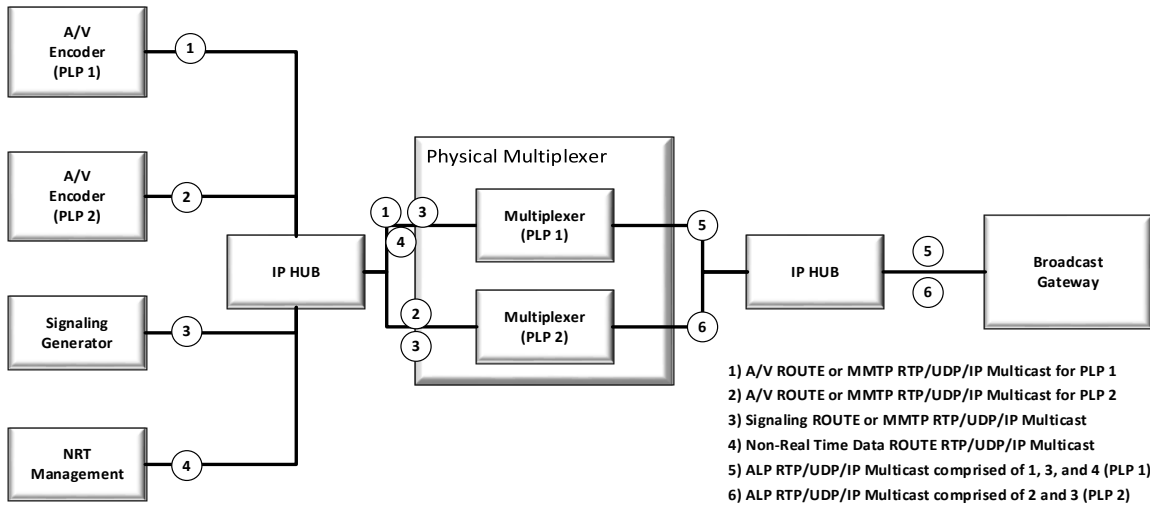 A/V
Encoder
(PLP 1)
1
A/V
Encoder
(PLP 2)
2
Signaling
Generator
3
NRT
Management
4
IP HUB
Physical Multiplexer
1
3
4
Multiplexer
(PLP 1)
2
3
Multiplexer
(PLP 2)
5
6
IP HUB
5
6
Broadcast
Gateway
1) A/V ROUTE or MMTP RTP/UDP/IP Multicast for PLP 1
2) A/V ROUTE or MMTP RTP/UDP/IP Multicast for PLP 2
3) Signaling ROUTE or MMTP RTP/UDP/IP Multicast
4) Non-Real Time Data ROUTE RTP/UDP/IP Multicast
5) ALP RTP/UDP/IP Multicast comprised of 1, 3, and 4 (PLP 1)
6) ALP RTP/UDP/IP Multicast comprised of 2 and 3 (PLP 2)